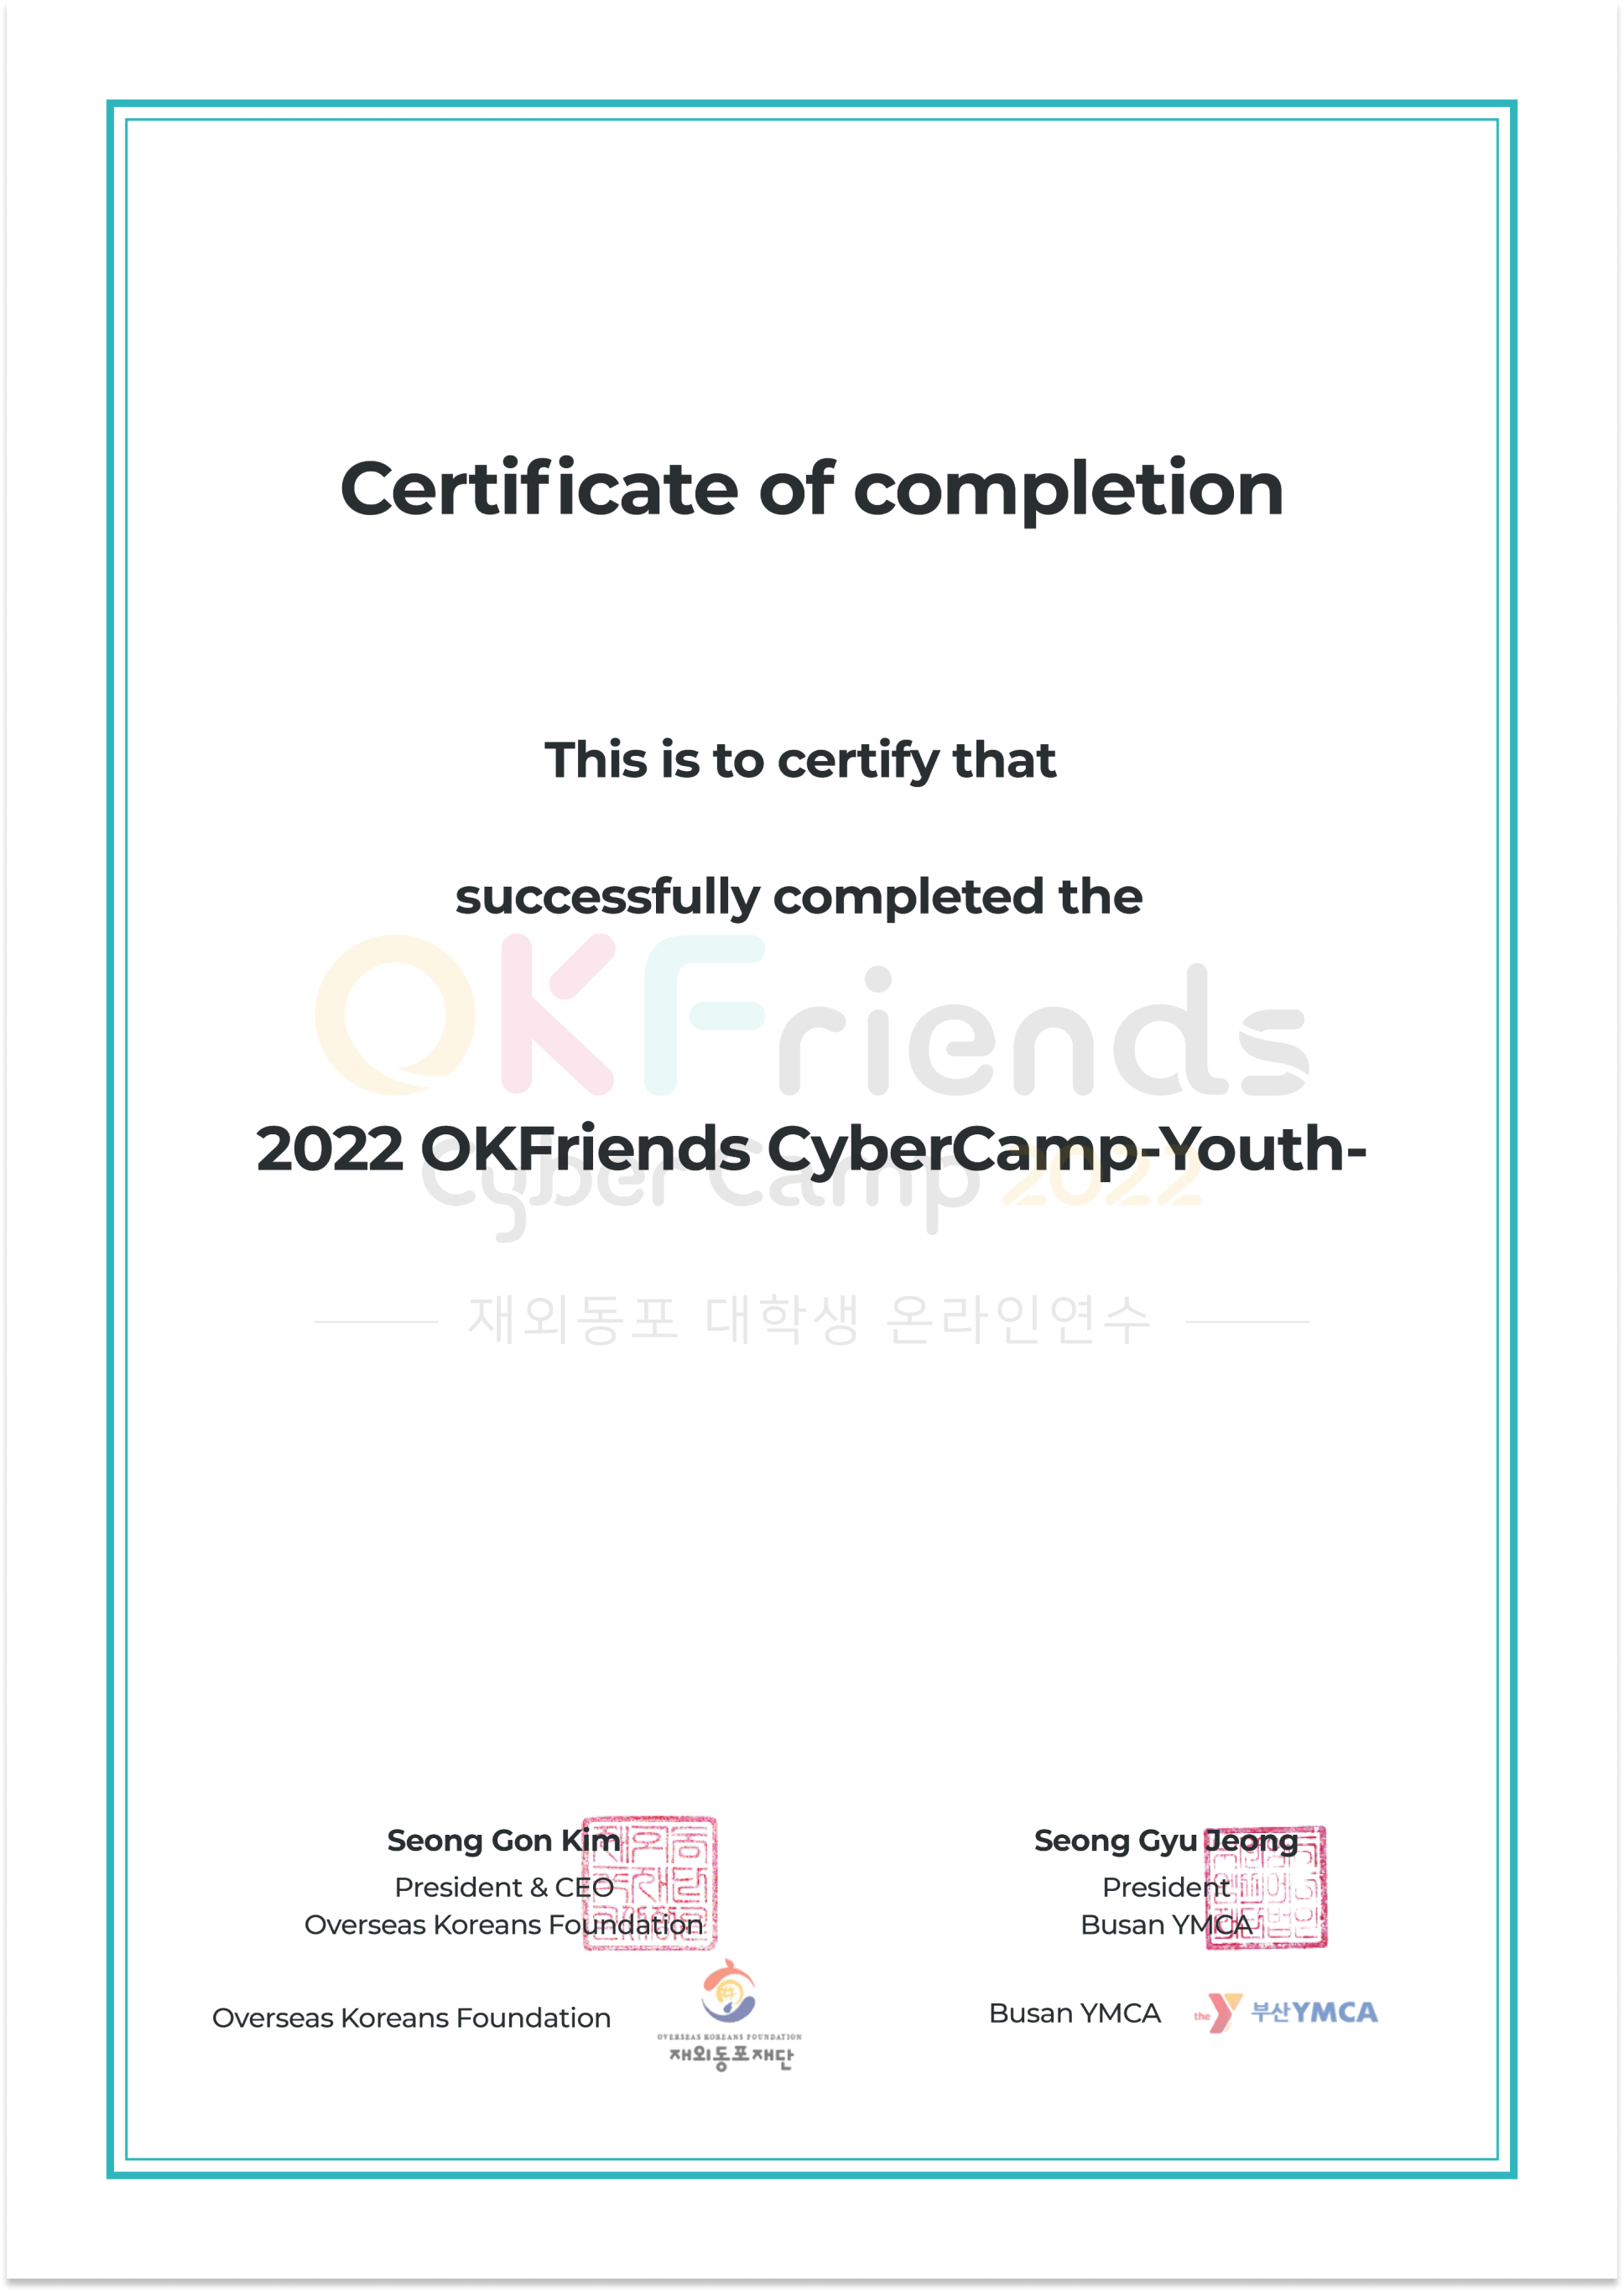 Certificate of completion
This is to certify that
successfully completed the
OKFriends
2022 OKFriends CyberCamp-Youth-
CyberCamp 2022
재외동포 대학생 온라인연수
Seong Gon Kim
President & CEO
Overseas Koreans Foundation
Seong Gyu Jeong
President
Busan YMCA
Overseas Koreans Foundation
OVERSEAS KOREANS FOUNDATION
재외동포재단
Busan YMCA
the
부산YMCA